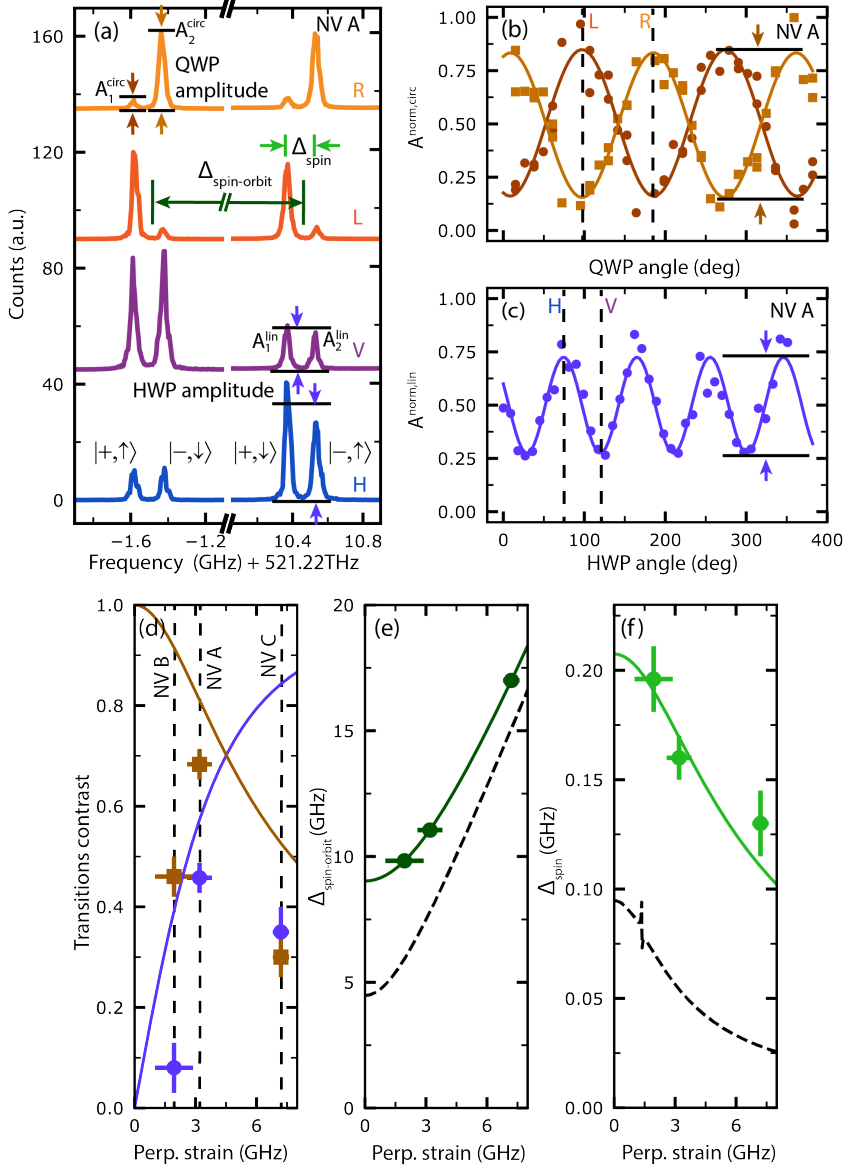 (a)
NV A
160
120
80
40
0
Counts (a.u.)
A₂ᶜⁱʳᶜ
QWP
amplitude
A₁ᶜⁱʳᶜ
R
Δspin
Δspin-orbit
L
A₁ˡⁱⁿ
A₂ˡⁱⁿ
V
HWP amplitude
|+,↑⟩
|−,↓⟩
|+,↓⟩
|−,↑⟩
H
−1.6
−1.2
10.4
10.8
Frequency (GHz) + 521.22THz
(b)
L
R
NV A
1.00
0.75
0.50
0.25
0.00
Aⁿᵒʳᵐ,ᶜⁱʳᶜ
QWP angle (deg)
(c)
H
V
NV A
1.00
0.75
0.50
0.25
0.00
Aⁿᵒʳᵐ,ˡⁱⁿ
0
100
200
300
400
HWP angle (deg)
(d)
NV B
NV A
NV C
1.0
0.8
0.6
0.4
0.2
0.0
Transitions contrast
0
3
6
Perp. strain (GHz)
(e)
20
15
10
5
0
Δspin-orbit (GHz)
0
3
6
Perp. strain (GHz)
(f)
0.20
0.15
0.10
0.05
0.00
Δspin (GHz)
0
3
6
Perp. strain (GHz)